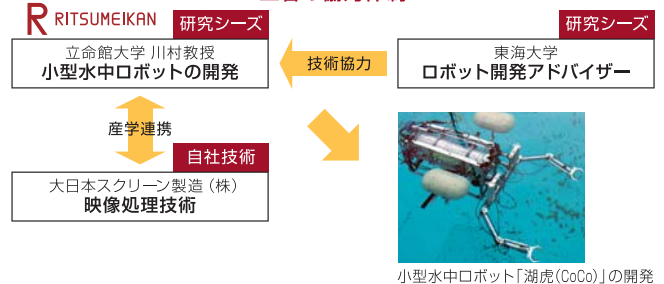 RITSUMEIKAN
研究シーズ
立命館大学 川村教授
小型水中ロボットの開発
技術協力
研究シーズ
東海大学
ロボット開発アドバイザー
産学連携
自社技術
大日本スクリーン製造(株)
映像処理技術
小型水中ロボット「湖虎(CoCo)」の開発